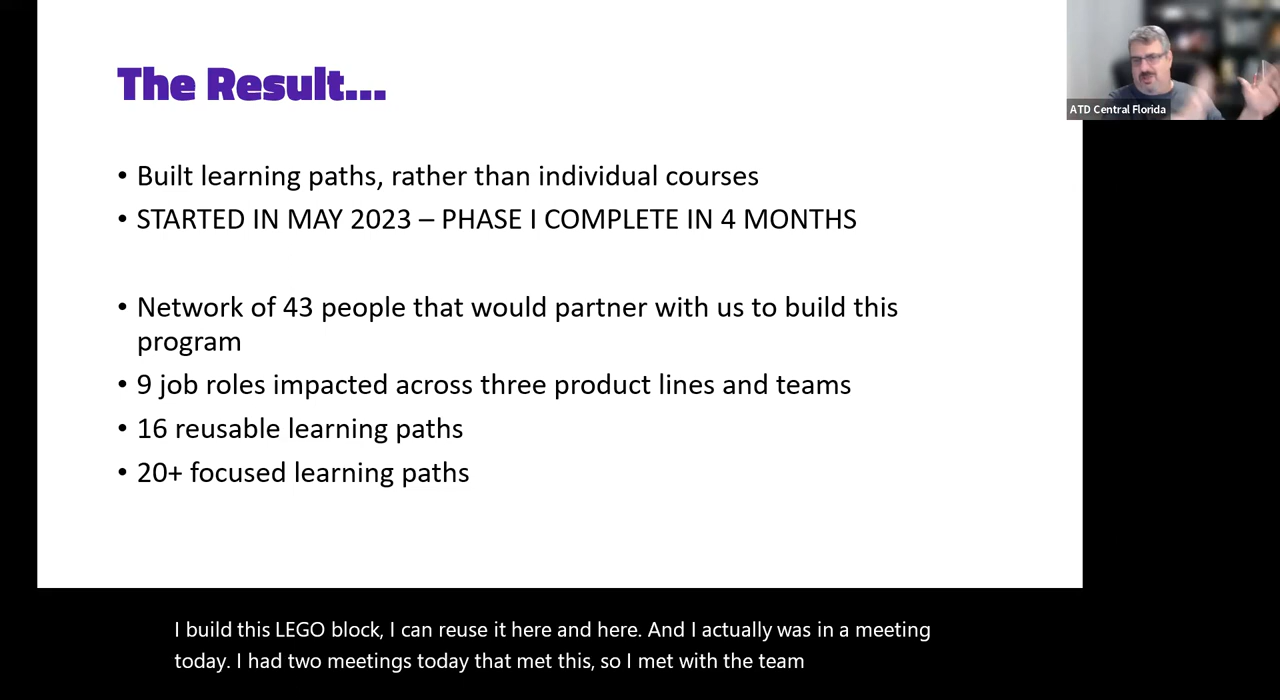 The Result...
ATD Central Florida
• Built learning paths, rather than individual courses
• STARTED IN MAY 2023 – PHASE I COMPLETE IN 4 MONTHS
• Network of 43 people that would partner with us to build this
program
• 9 job roles impacted across three product lines and teams
• 16 reusable learning paths
• 20+ focused learning paths
I build this LEGO block, I can reuse it here and here. And I actually was in a meeting
today. I had two meetings today that met this, so I met with the team